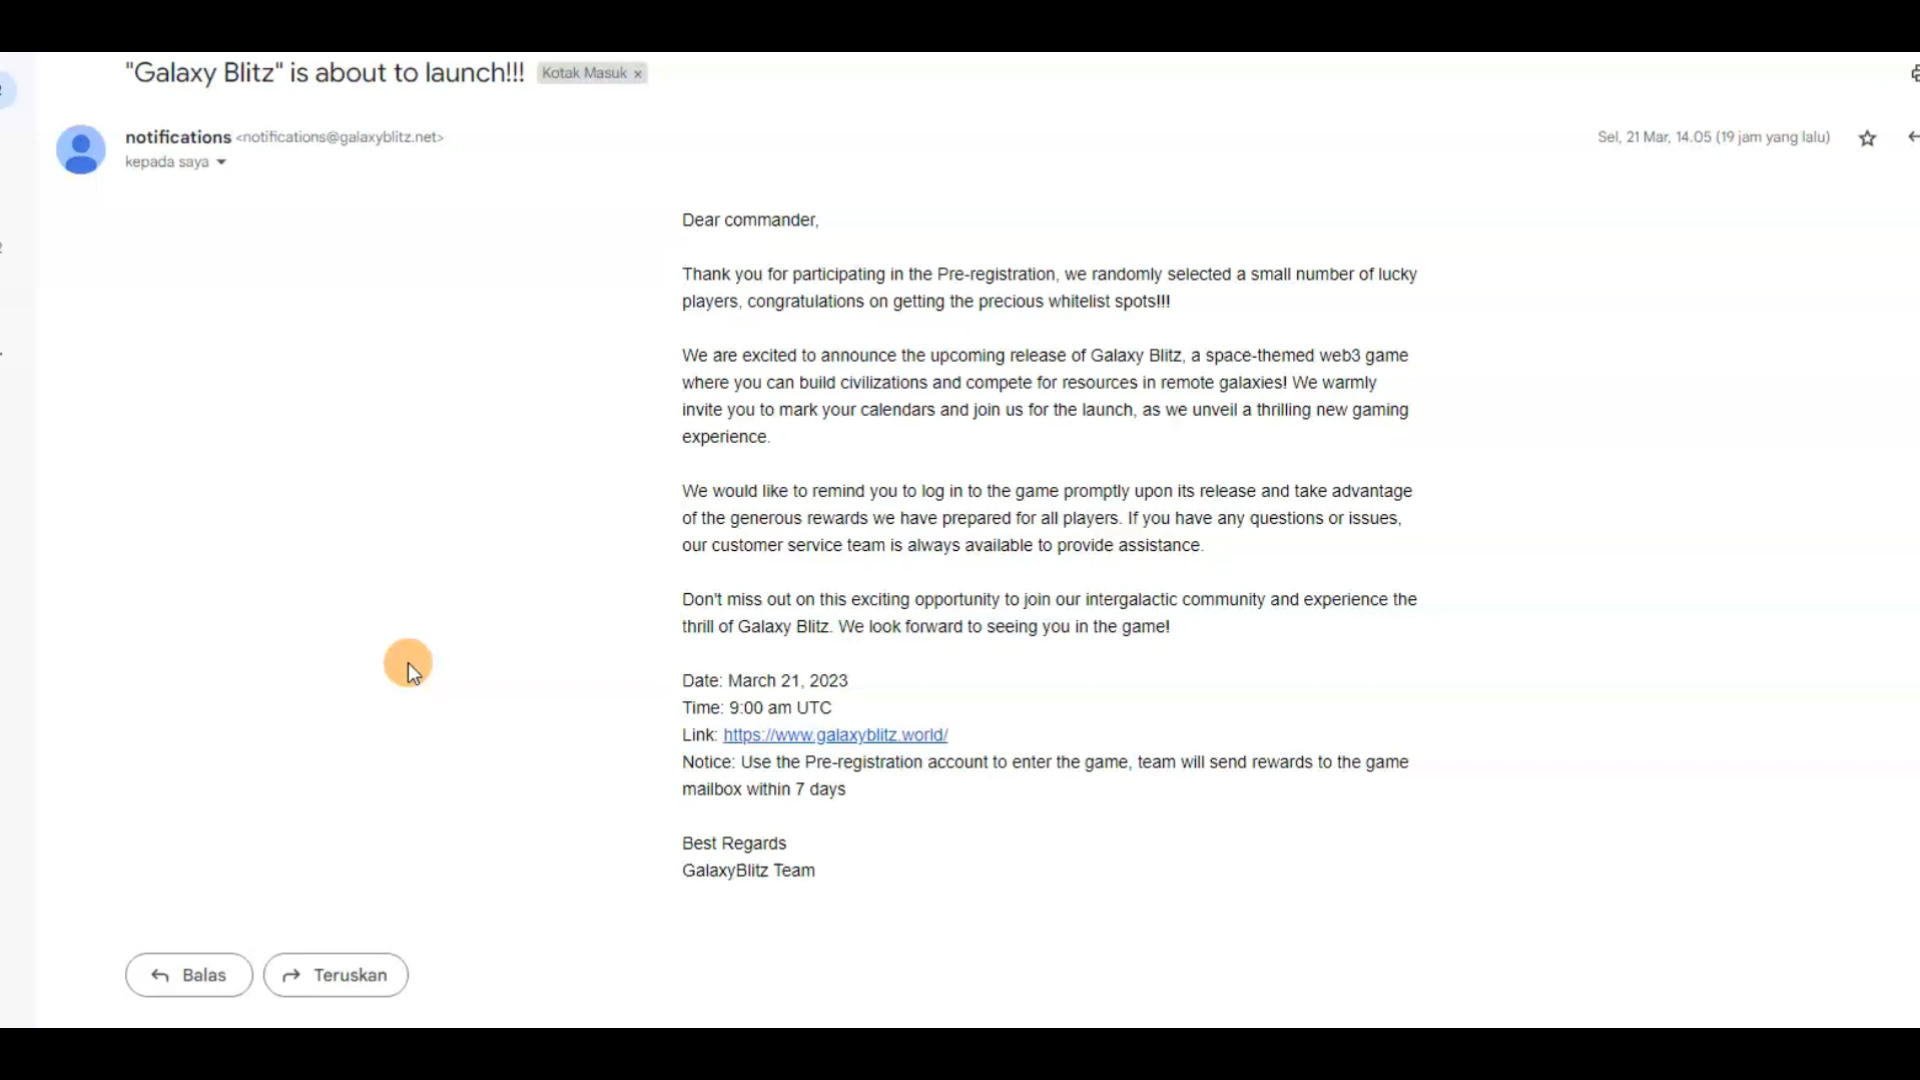 "Galaxy Blitz" is about to launch!!! Kotak Masuk ×
notifications <notifications@galaxyblitz.net>
Sel, 21 Mar, 14.05 (19 jam yang lalu)
kepada saya
Dear commander,
Thank you for participating in the Pre-registration, we randomly selected a small number of lucky
players, congratulations on getting the precious whitelist spots!!!
We are excited to announce the upcoming release of Galaxy Blitz, a space-themed web3 game
where you can build civilizations and compete for resources in remote galaxies! We warmly
invite you to mark your calendars and join us for the launch, as we unveil a thrilling new gaming
experience.
We would like to remind you to log in to the game promptly upon its release and take advantage
of the generous rewards we have prepared for all players. If you have any questions or issues,
our customer service team is always available to provide assistance.
Don't miss out on this exciting opportunity to join our intergalactic community and experience the
thrill of Galaxy Blitz. We look forward to seeing you in the game!
Date: March 21, 2023
Time: 9:00 am UTC
Link: https://www.galaxyblitz.world/
Notice: Use the Pre-registration account to enter the game, team will send rewards to the game
mailbox within 7 days
Best Regards
GalaxyBlitz Team
Balas
Teruskan